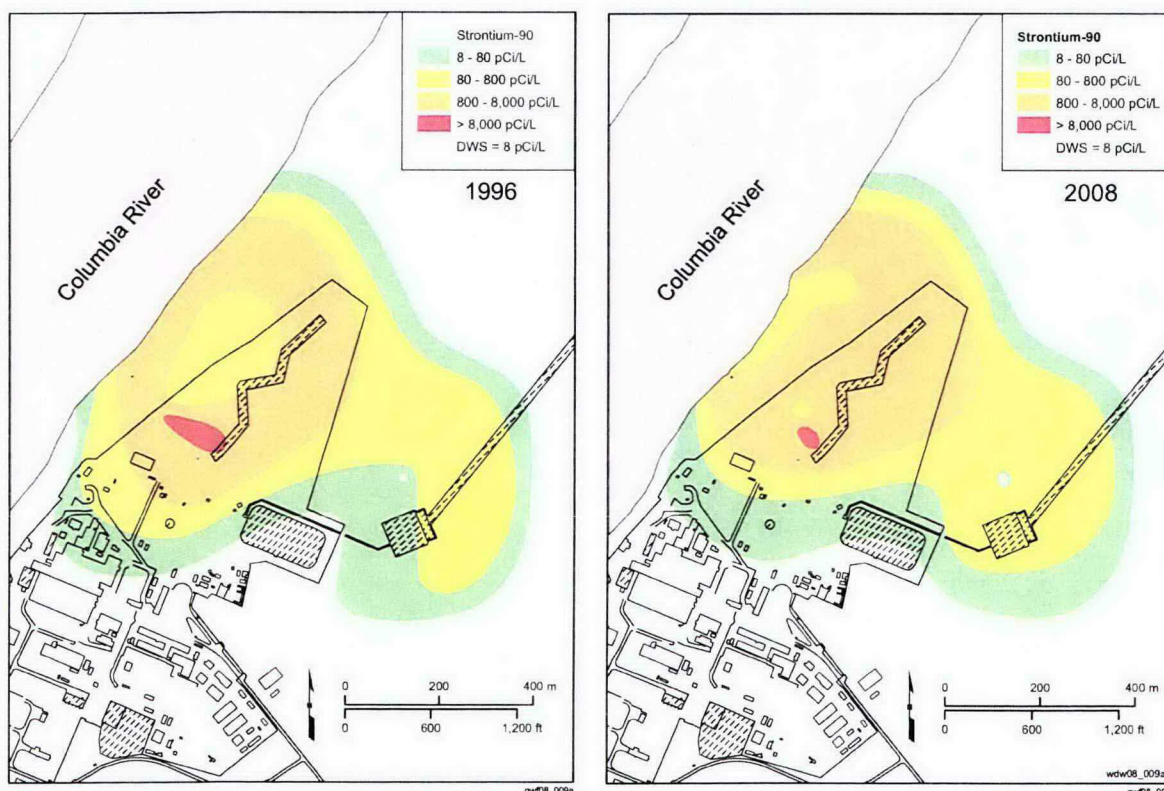 Strontium-90
8 - 80 pCi/L
80 - 800 pCi/L
800 - 8,000 pCi/L
> 8,000 pCi/L
DWS = 8 pCi/L
1996
Columbia River
0 200 400 m
0 600 1,200 ft
gwf08_009a
Strontium-90
8 - 80 pCi/L
80 - 800 pCi/L
800 - 8,000 pCi/L
> 8,000 pCi/L
DWS = 8 pCi/L
2008
Columbia River
0 200 400 m
0 600 1,200 ft
wdw08_009a